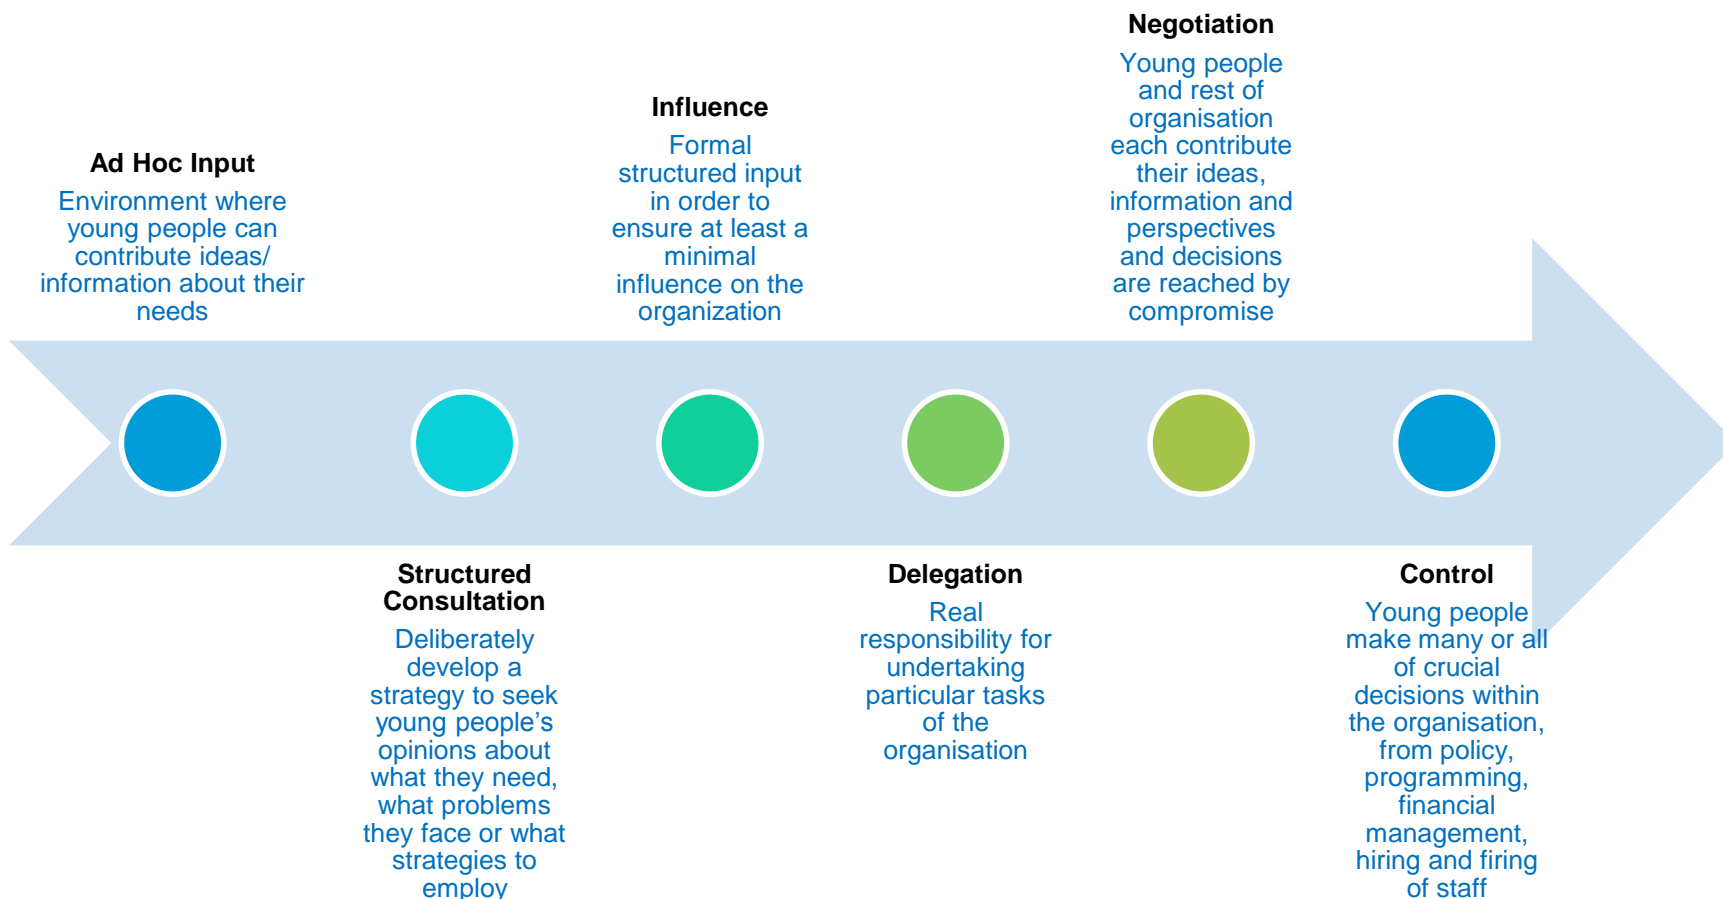 Ad Hoc Input
Environment where
young people can
contribute ideas/
information about their
needs
Structured
Consultation
Deliberately
develop a
strategy to seek
young people’s
opinions about
what they need,
what problems
they face or what
strategies to
employ
Influence
Formal
structured input
in order to
ensure at least a
minimal
influence on the
organization
Delegation
Real
responsibility for
undertaking
particular tasks
of the
organisation
Negotiation
Young people
and rest of
organisation
each contribute
their ideas,
information and
perspectives
and decisions
are reached by
compromise
Control
Young people
make many or all
of crucial
decisions within
the organisation,
from policy,
programming,
financial
management,
hiring and firing
of staff